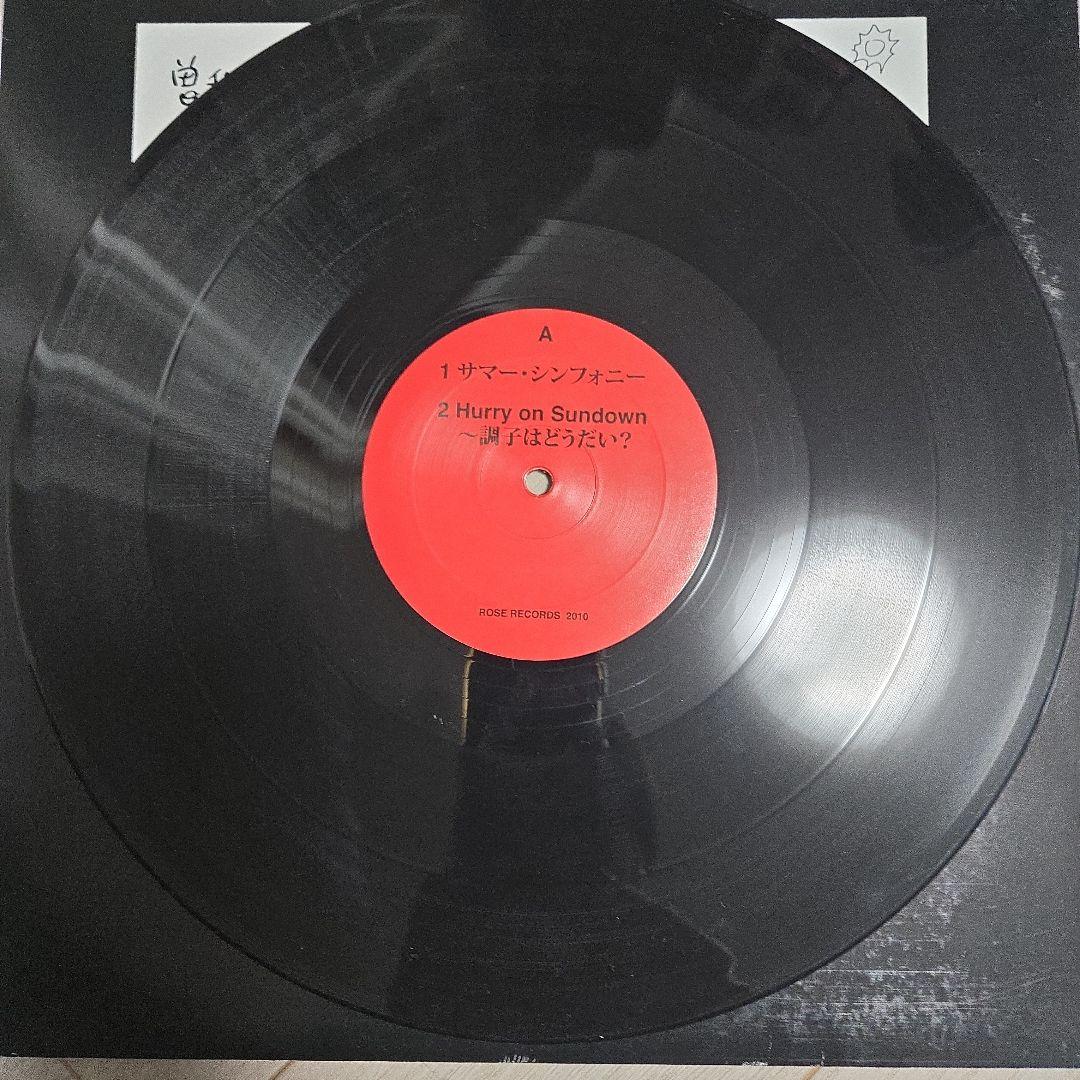 曽
A
1 サマー・シンフォニー
2 Hurry on Sundown
～調子はどうだい？
ROSE RECORDS 2010